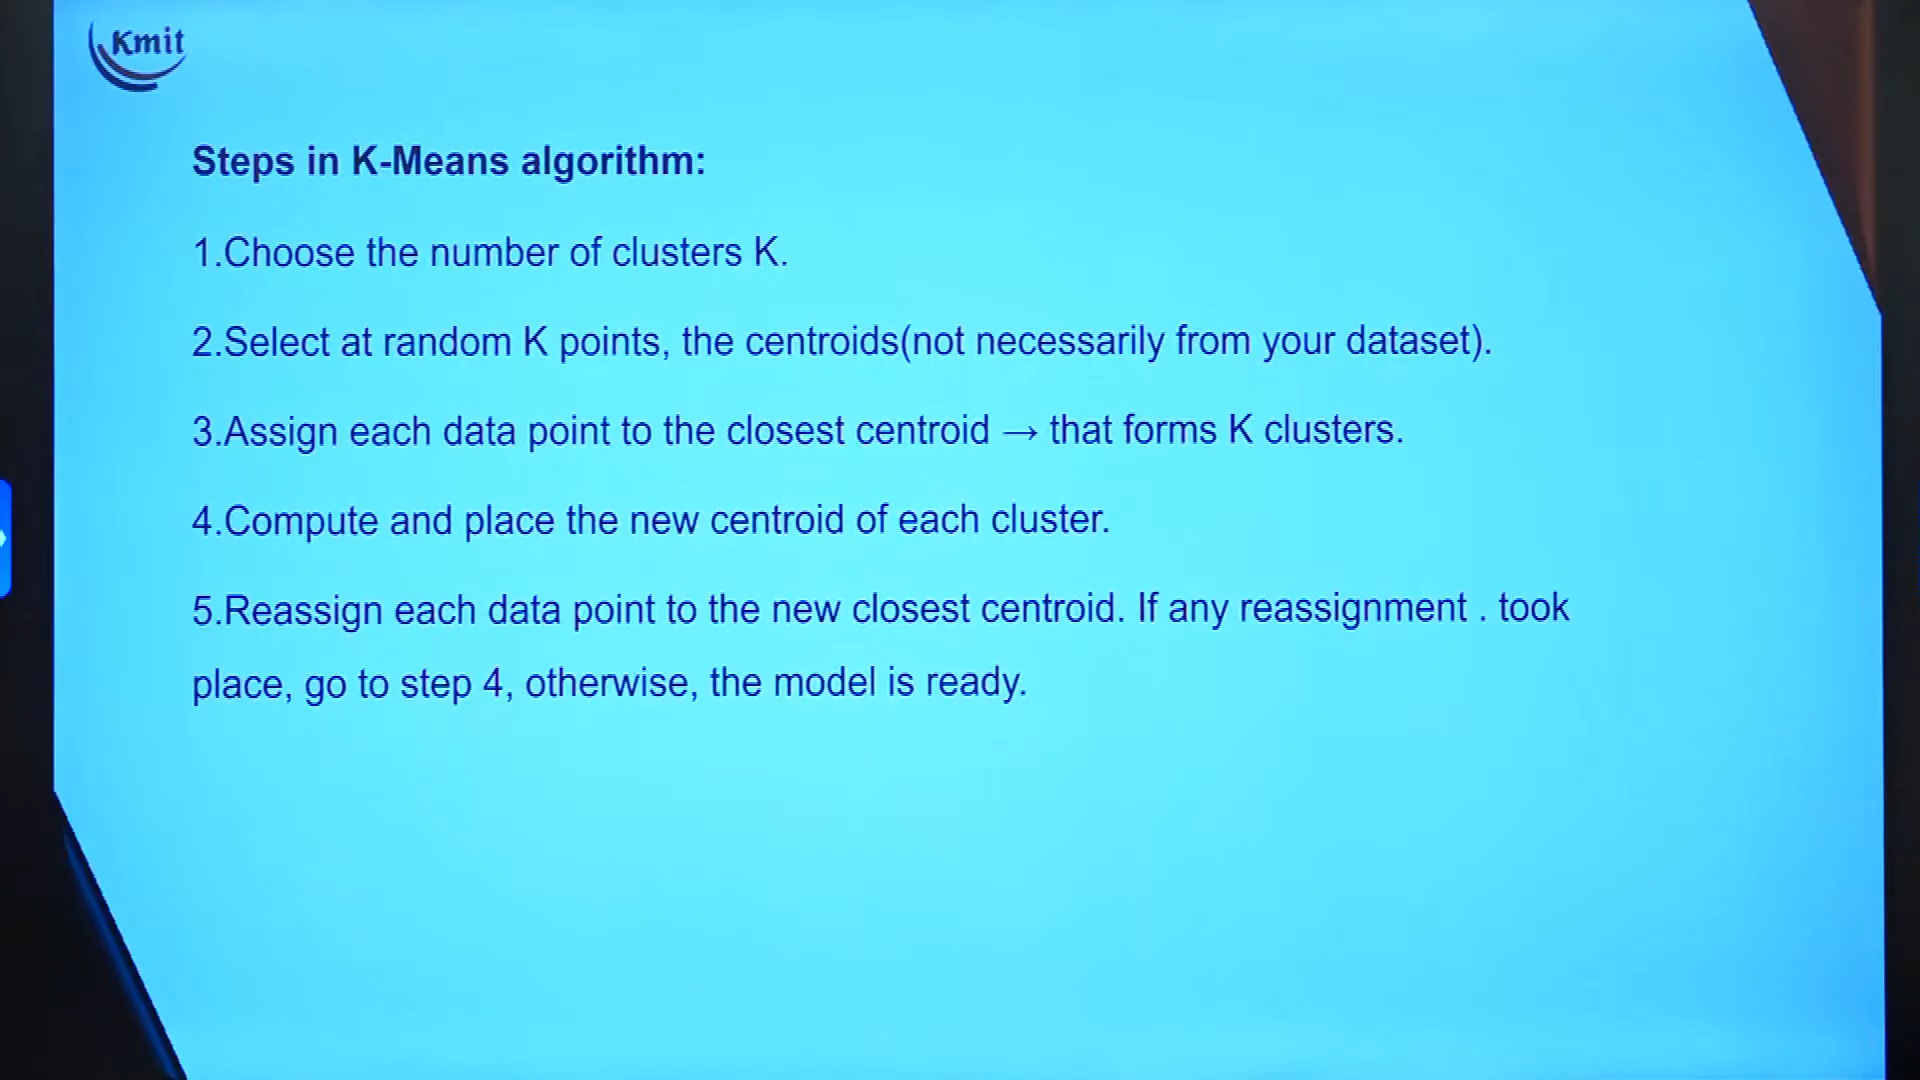 Kmit
Steps in K-Means algorithm:
1.Choose the number of clusters K.
2.Select at random K points, the centroids(not necessarily from your dataset).
3.Assign each data point to the closest centroid → that forms K clusters.
4.Compute and place the new centroid of each cluster.
5.Reassign each data point to the new closest centroid. If any reassignment . took
place, go to step 4, otherwise, the model is ready.